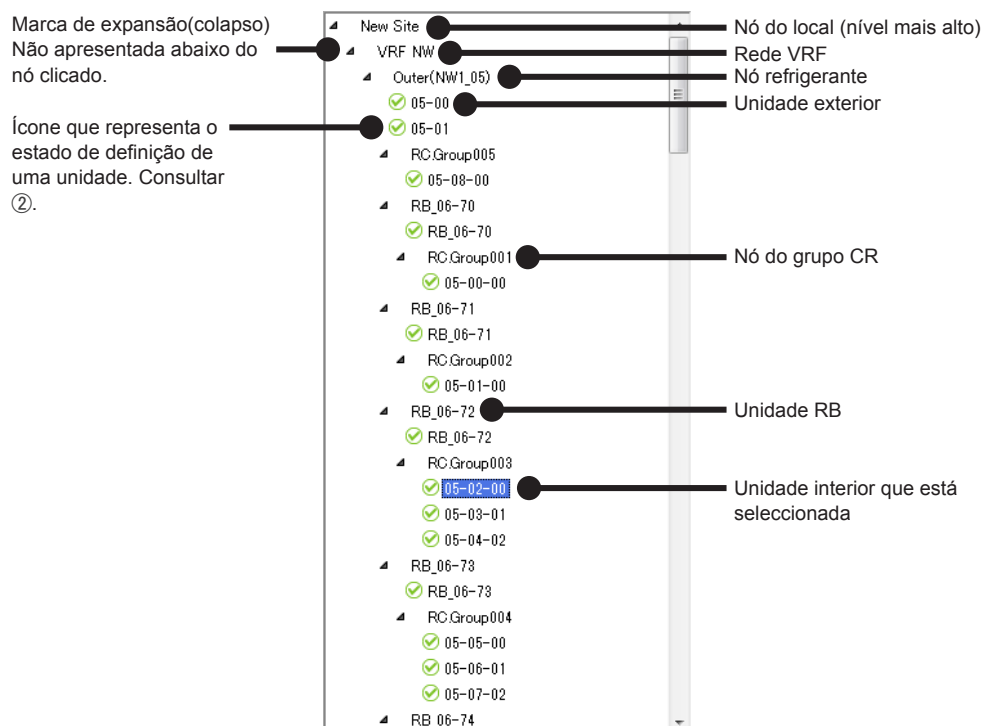 Marca de expansão(colapso)
Não apresentada abaixo do
nó clicado.
Ícone que representa o
estado de definição de
uma unidade. Consultar
②.
New Site
VRF NW
Outer(NW1_05)
05-00
05-01
RC.Group005
05-08-00
RB_06-70
RB_06-70
RC.Group001
05-00-00
RB_06-71
RB_06-71
RC.Group002
05-01-00
RB_06-72
RB_06-72
RC.Group003
05-02-00
05-03-01
05-04-02
RB_06-73
RB_06-73
RC.Group004
05-05-00
05-06-01
05-07-02
RB_06-74
Nó do local (nível mais alto)
Rede VRF
Nó refrigerante
Unidade exterior
Nó do grupo CR
Unidade RB
Unidade interior que está
seleccionada